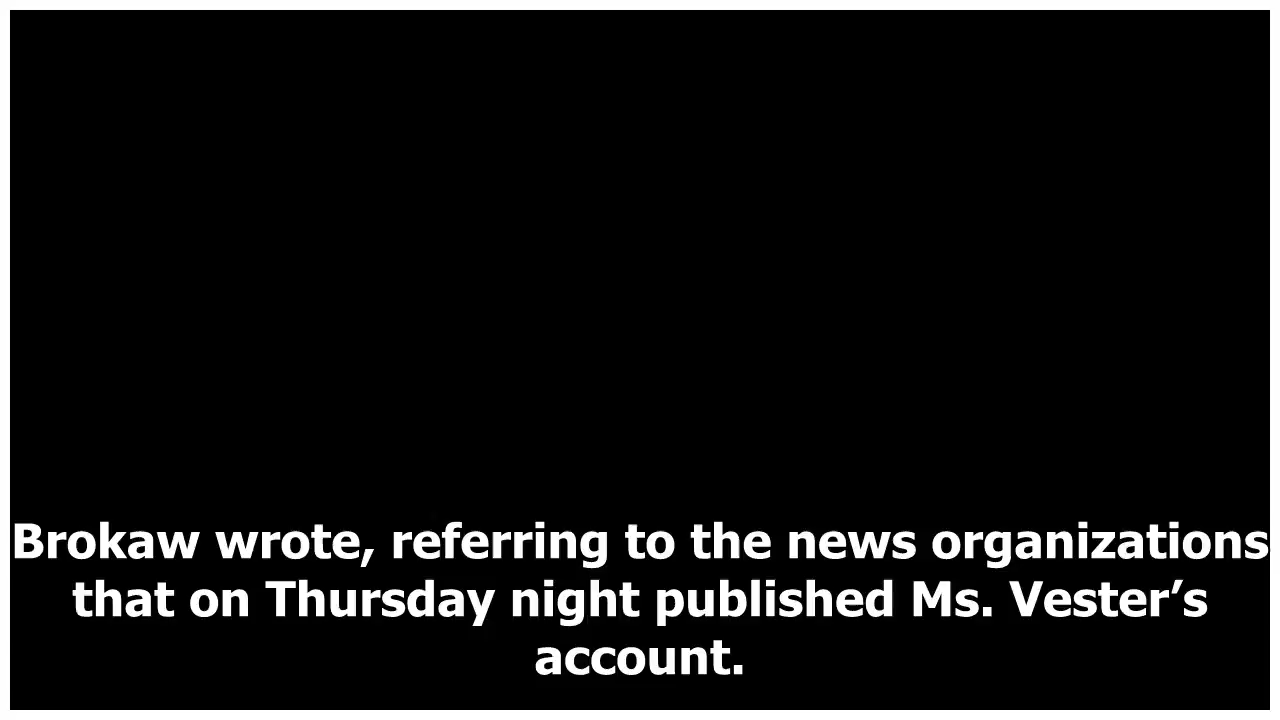 Brokaw wrote, referring to the news organizations
that on Thursday night published Ms. Vester’s
account.